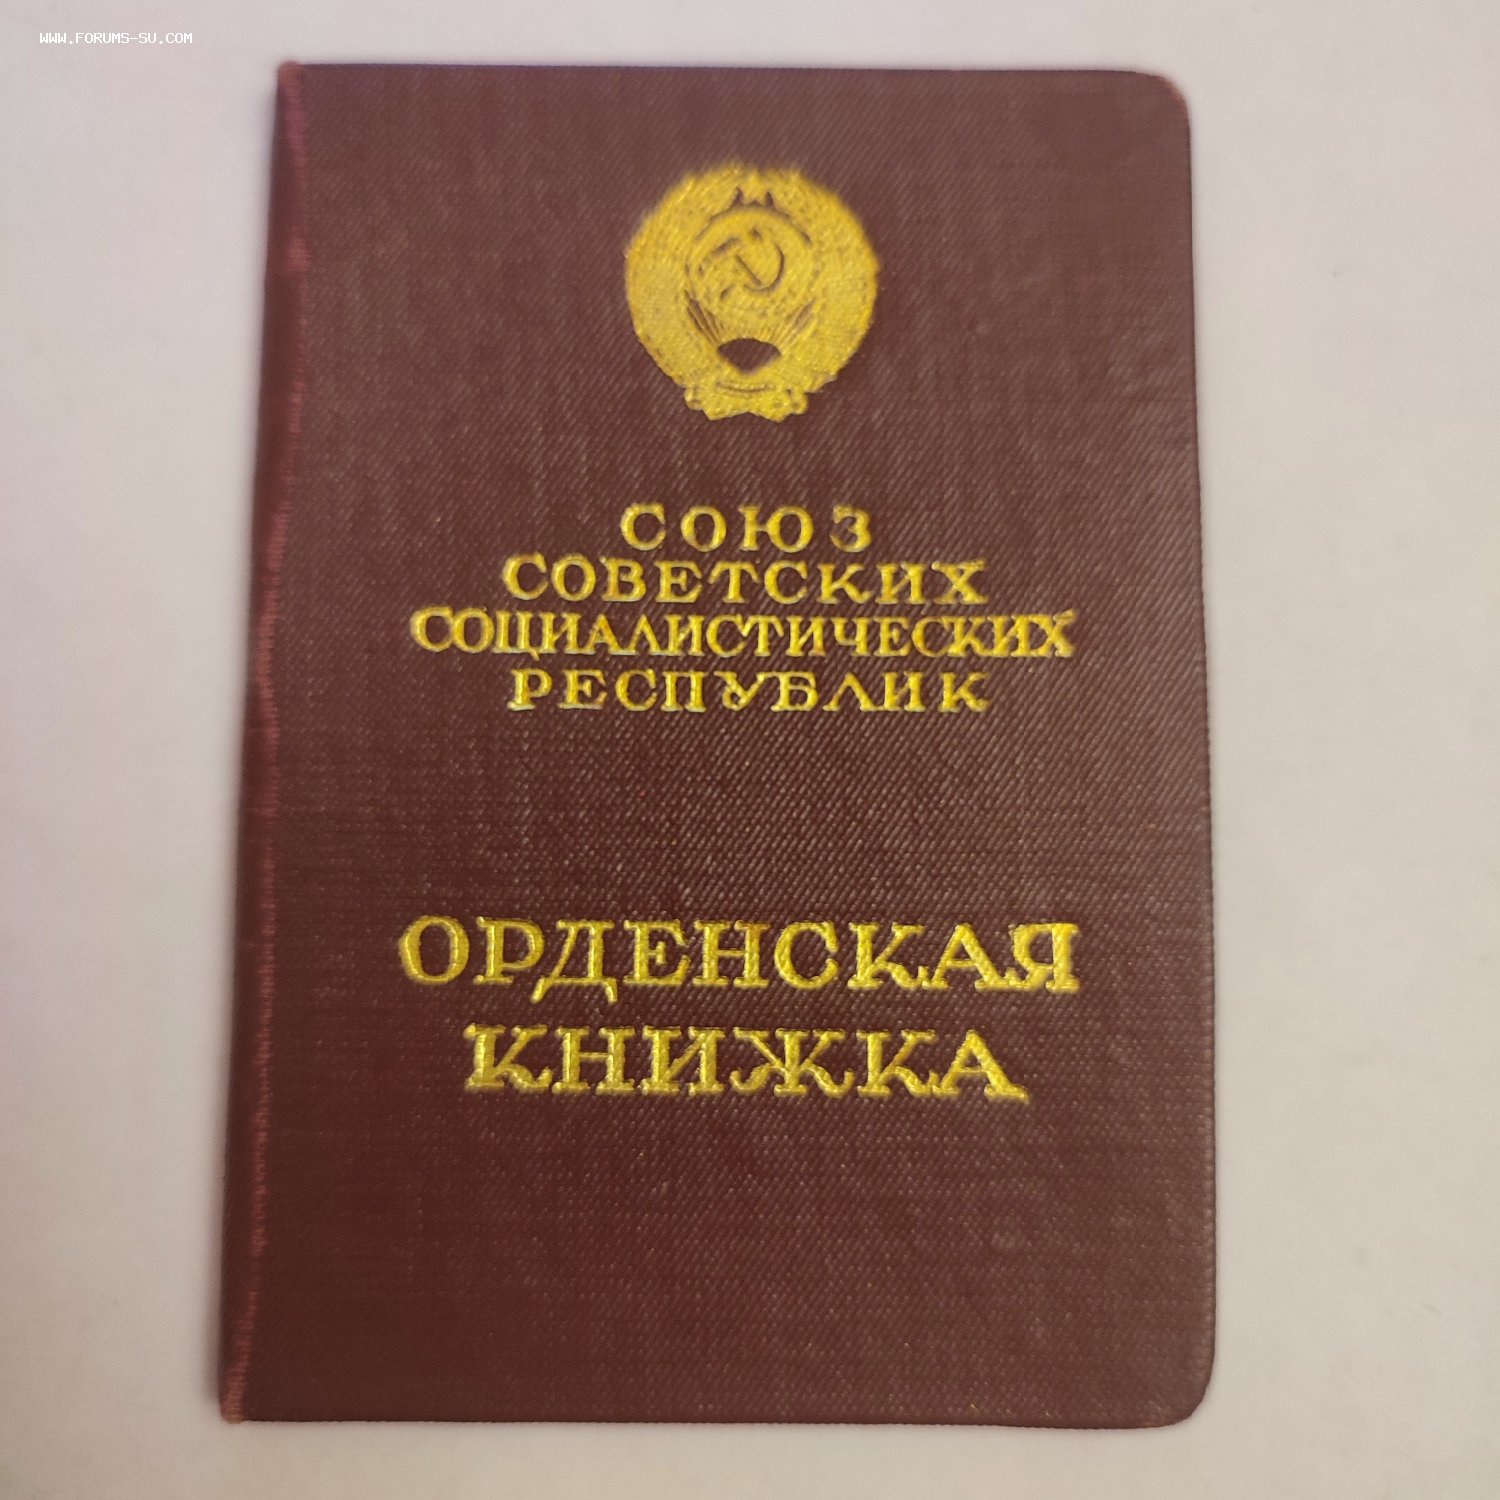 WWW.FORUMS-SU.COM
СОЮЗ
СОВЕТСКИХ
СОЦИАЛИСТИЧЕСКИХ
РЕСПУБЛИК
ОРДЕНСКАЯ
КНИЖКА